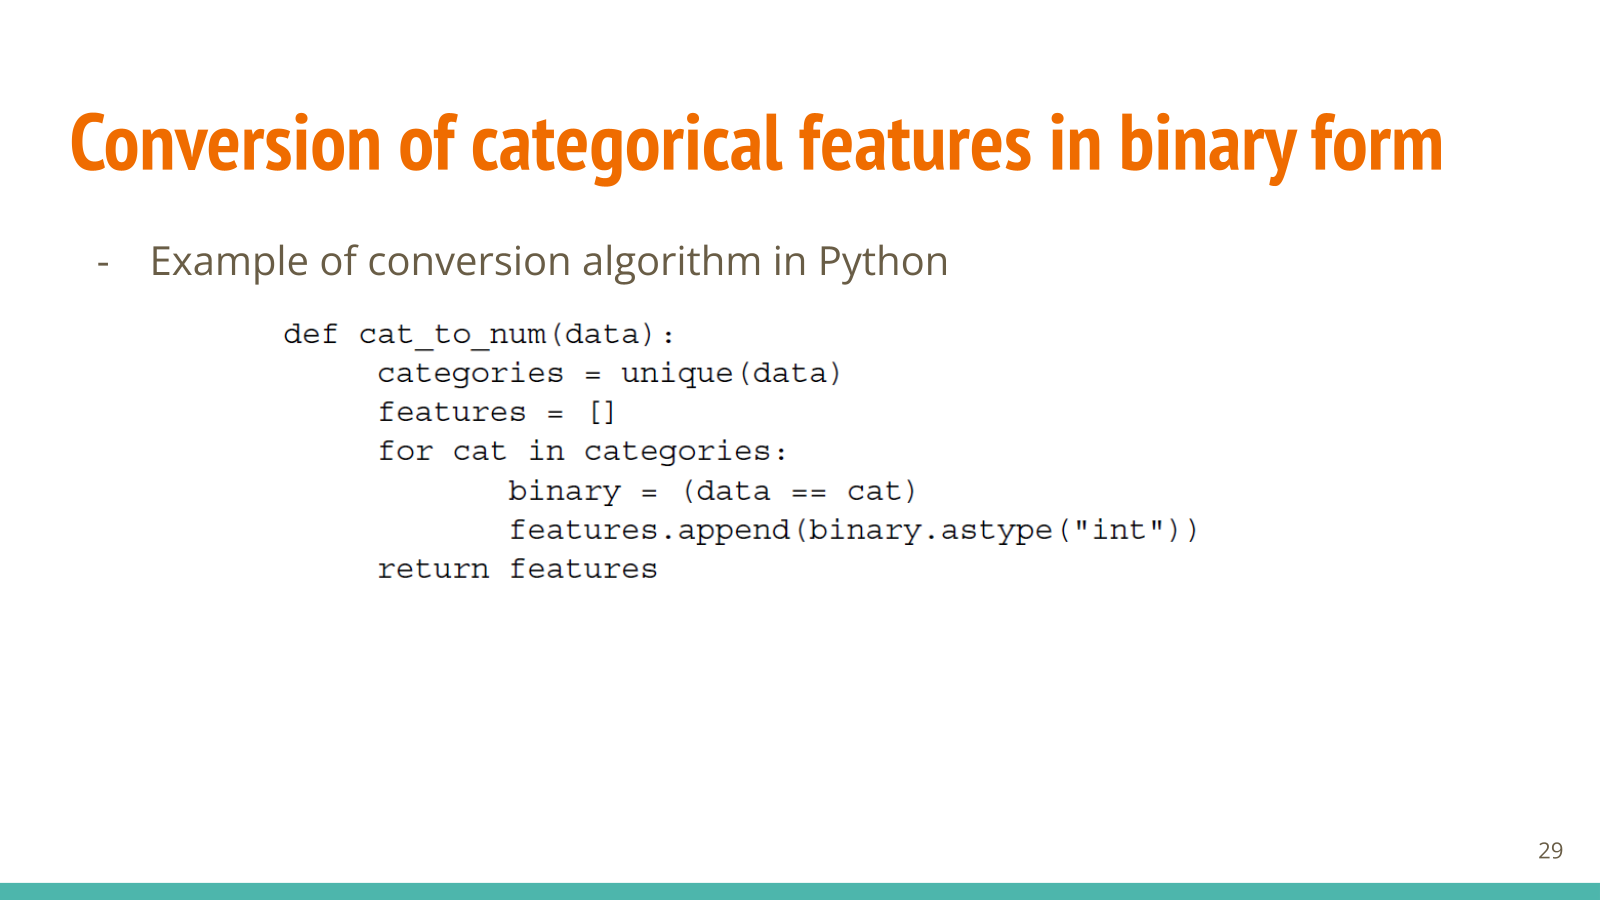 Conversion of categorical features in binary form
- Example of conversion algorithm in Python
def cat_to_num(data):
categories = unique(data)
features = []
for cat in categories:
binary = (data == cat)
features.append(binary.astype("int"))
return features
29